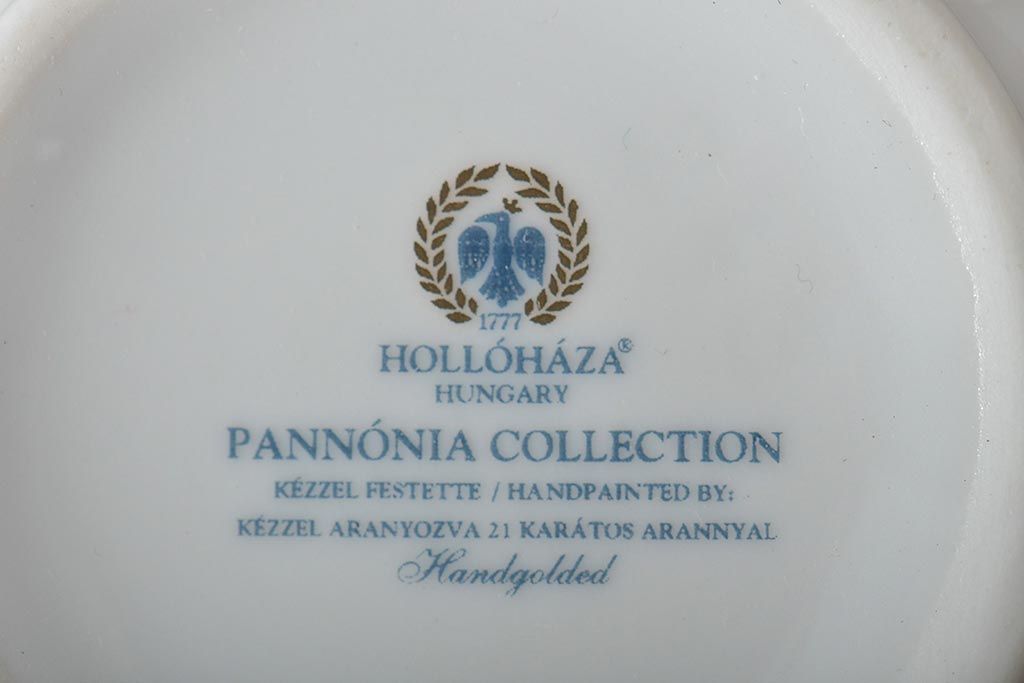 1777
HOLLÓHÁZA®
HUNGARY
PANNÓNIA COLLECTION
KÉZZEL FESTETTE / HANDPAINTED BY:
KÉZZEL ARANYOZVA 21 KARÁTOS ARANNYAL
Handgolded